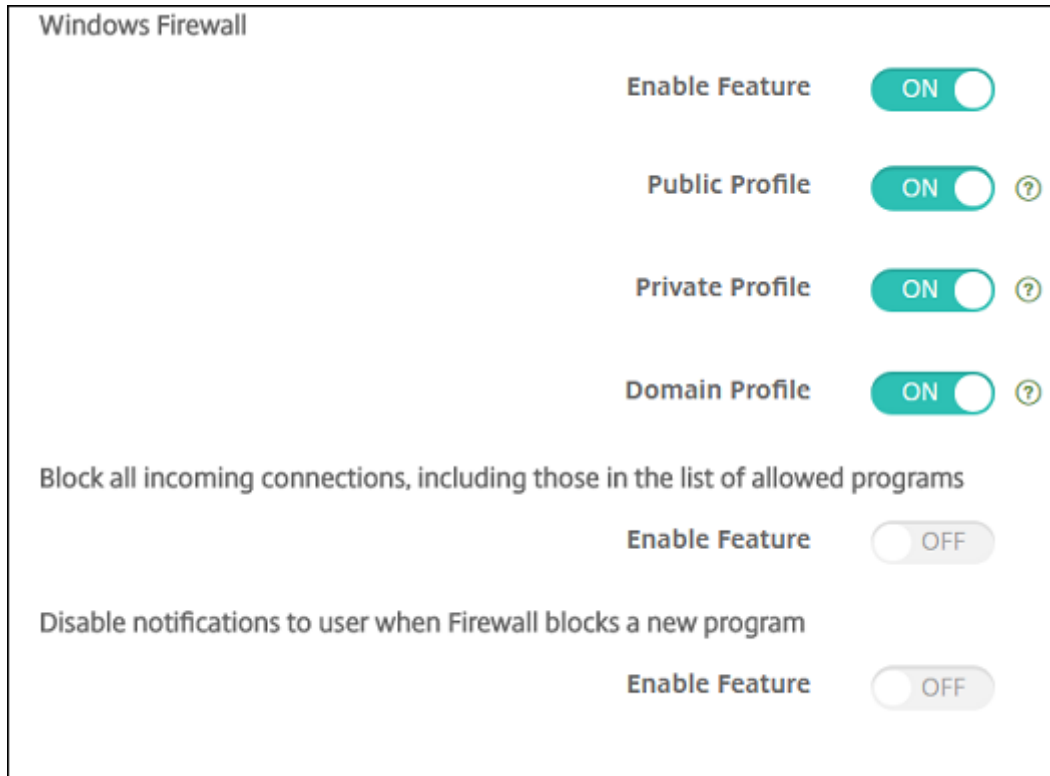 Windows Firewall
Enable Feature ON
Public Profile ON ?
Private Profile ON ?
Domain Profile ON ?
Block all incoming connections, including those in the list of allowed programs
Enable Feature OFF
Disable notifications to user when Firewall blocks a new program
Enable Feature OFF